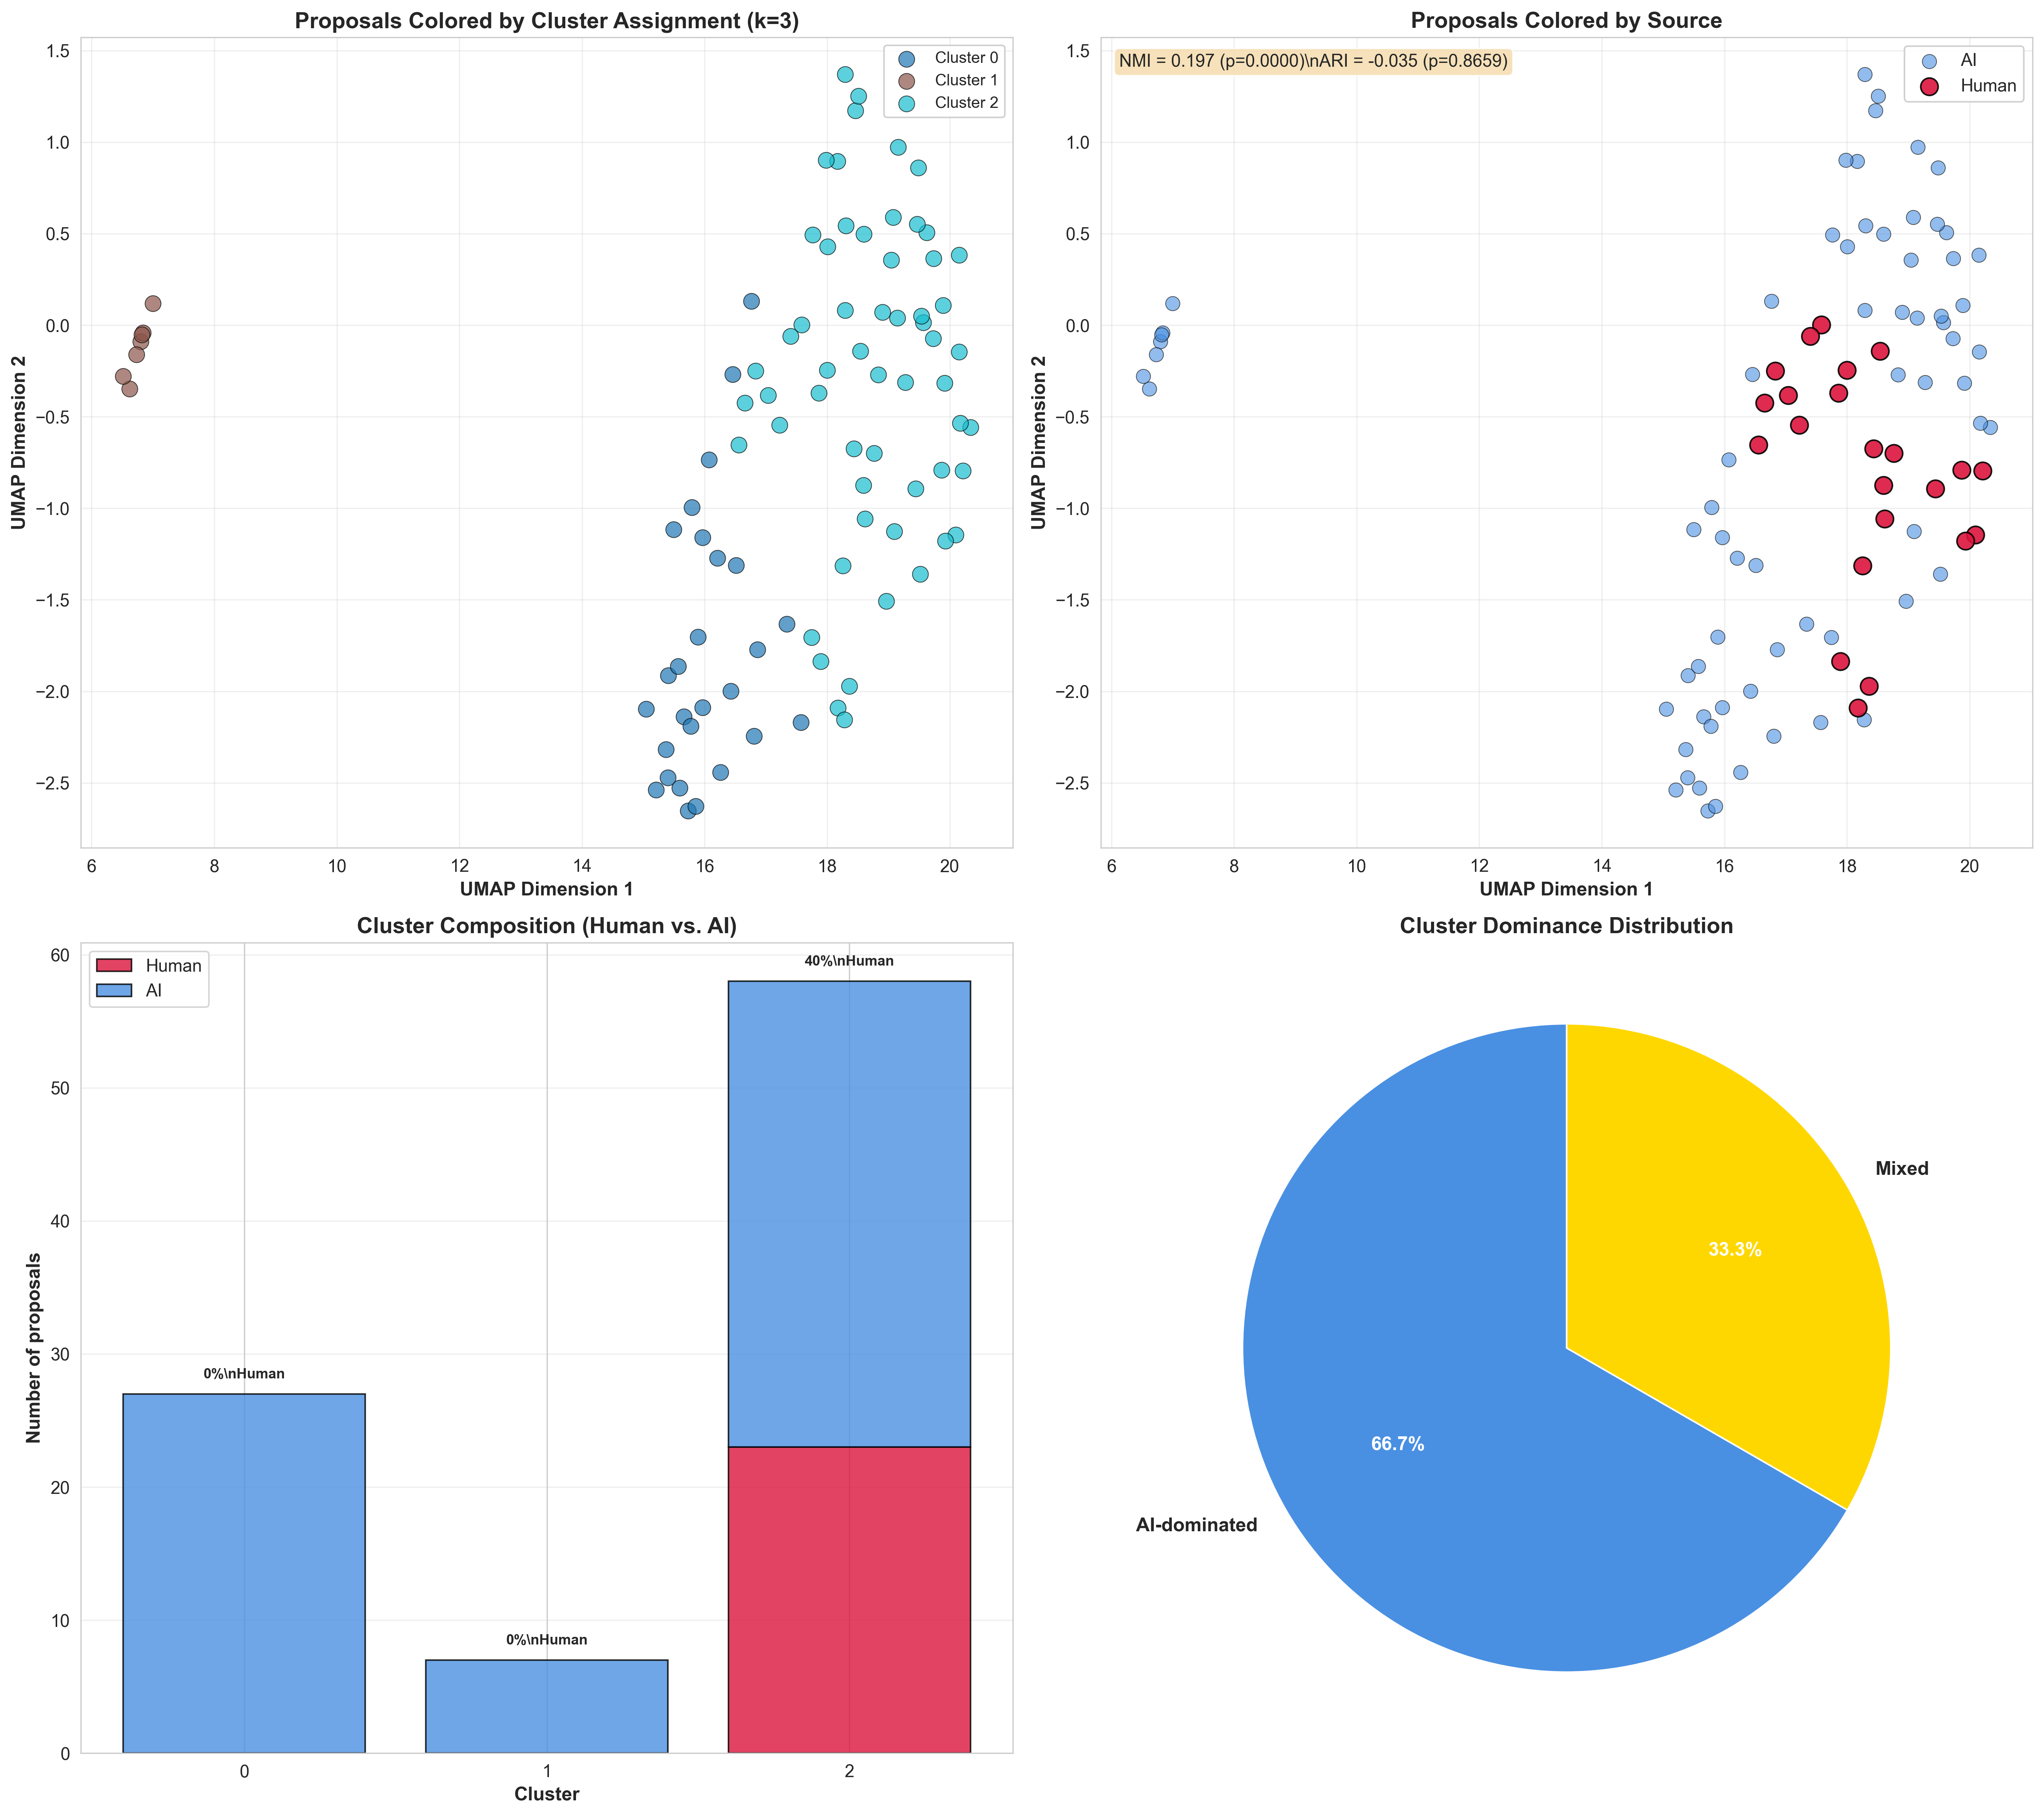 Proposals Colored by Cluster Assignment (k=3)
Cluster 0
Cluster 1
Cluster 2
1.5
1.0
0.5
0.0
−0.5
−1.0
−1.5
−2.0
−2.5
UMAP Dimension 2
6 8 10 12 14 16 18 20
UMAP Dimension 1
Proposals Colored by Source
NMI = 0.197 (p=0.0000)\nARI = -0.035 (p=0.8659)
AI
Human
1.5
1.0
0.5
0.0
−0.5
−1.0
−1.5
−2.0
−2.5
UMAP Dimension 2
6 8 10 12 14 16 18 20
UMAP Dimension 1
Cluster Composition (Human vs. AI)
Human
AI
60
50
40
30
20
10
0
Number of proposals
0%\nHuman
0%\nHuman
40%\nHuman
0 1 2
Cluster
Cluster Dominance Distribution
Mixed
33.3%
66.7%
AI-dominated